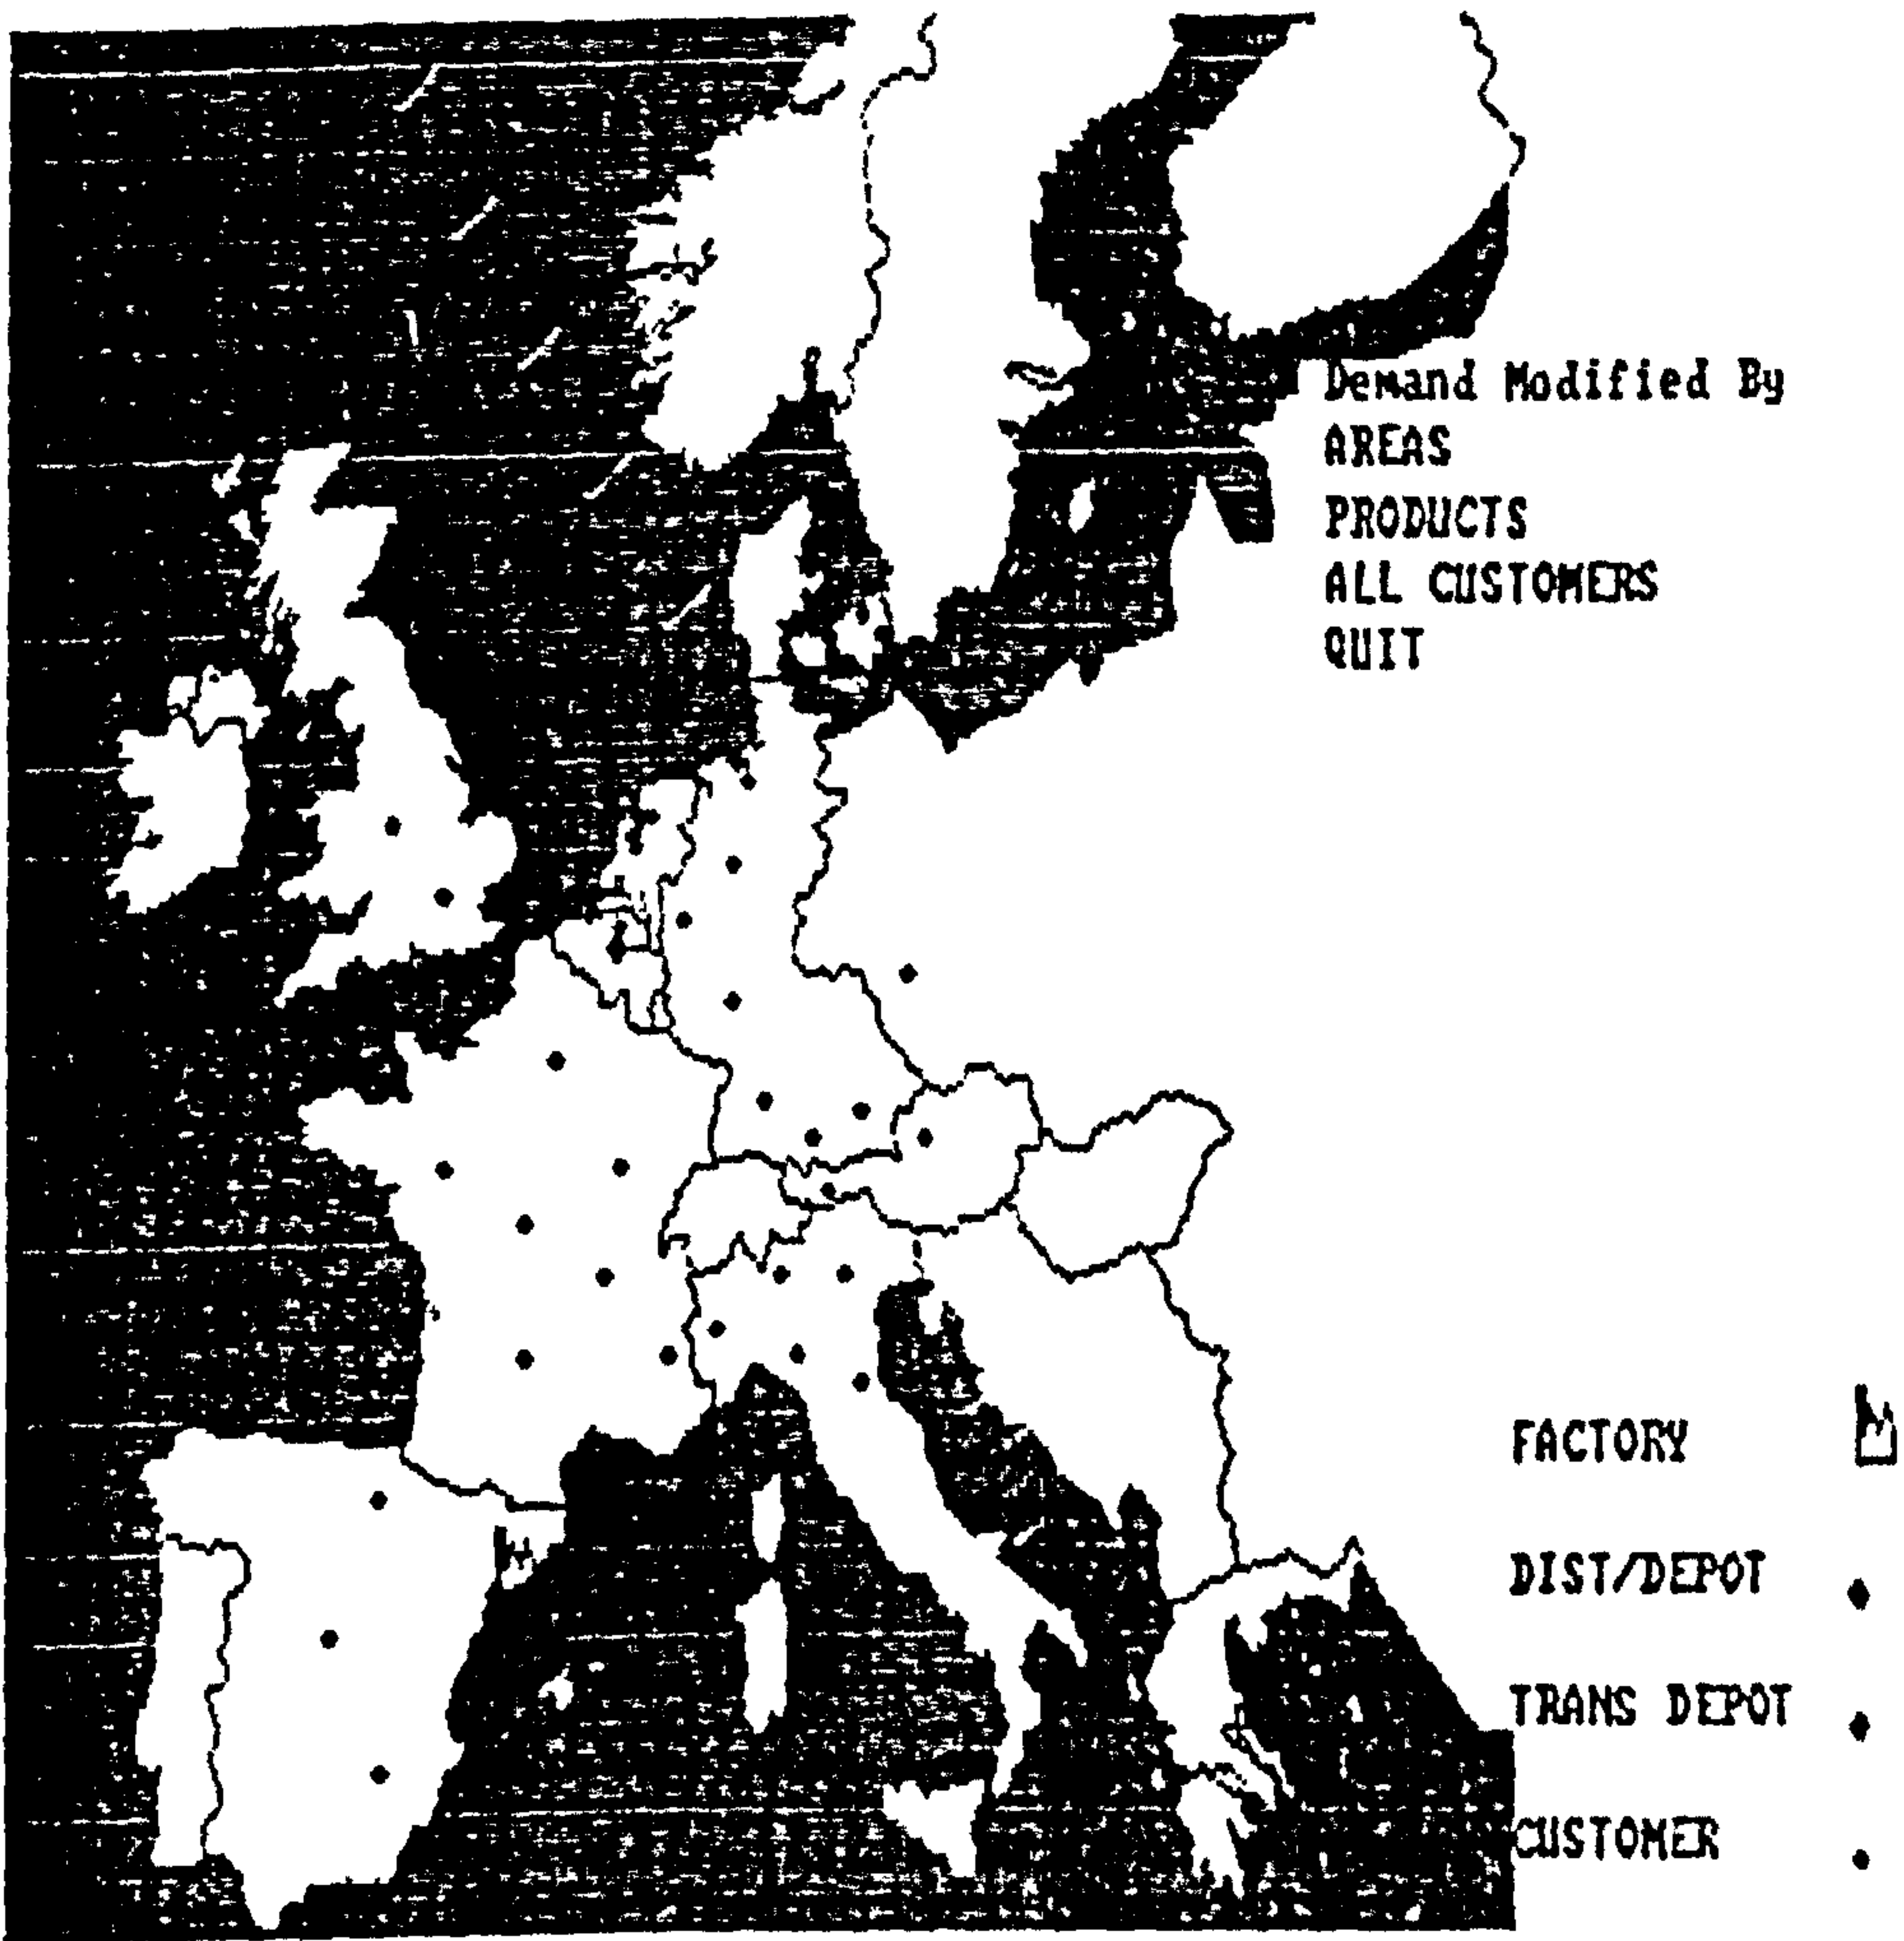 Demand Modified By
AREAS
PRODUCTS
ALL CUSTOMERS
QUIT
FACTORY
DIST/DEPOT
TRANS DEPOT
CUSTOMER